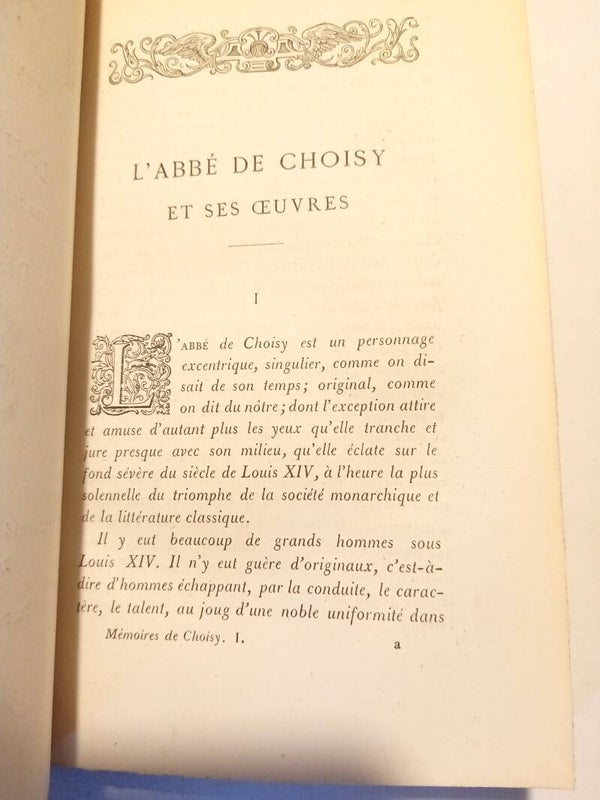 L'ABBÉ DE CHOISY
ET SES ŒUVRES
I
L'ABBÉ de Choisy est un personnage
excentrique, singulier, comme on di-
sait de son temps; original, comme
on dit du nôtre; dont l'exception attire
et amuse d'autant plus les yeux qu'elle tranche et
jure presque avec son milieu, qu'elle éclate sur le
fond sévère du siècle de Louis XIV, à l'heure la plus
solennelle du triomphe de la société monarchique et
de la littérature classique.
Il y eut beaucoup de grands hommes sous
Louis XIV. Il n'y eut guère d'originaux, c'est-à-
dire d'hommes échappant, par la conduite, le carac-
tère, le talent, au joug d'une noble uniformité dans
Mémoires de Choisy. I.
a